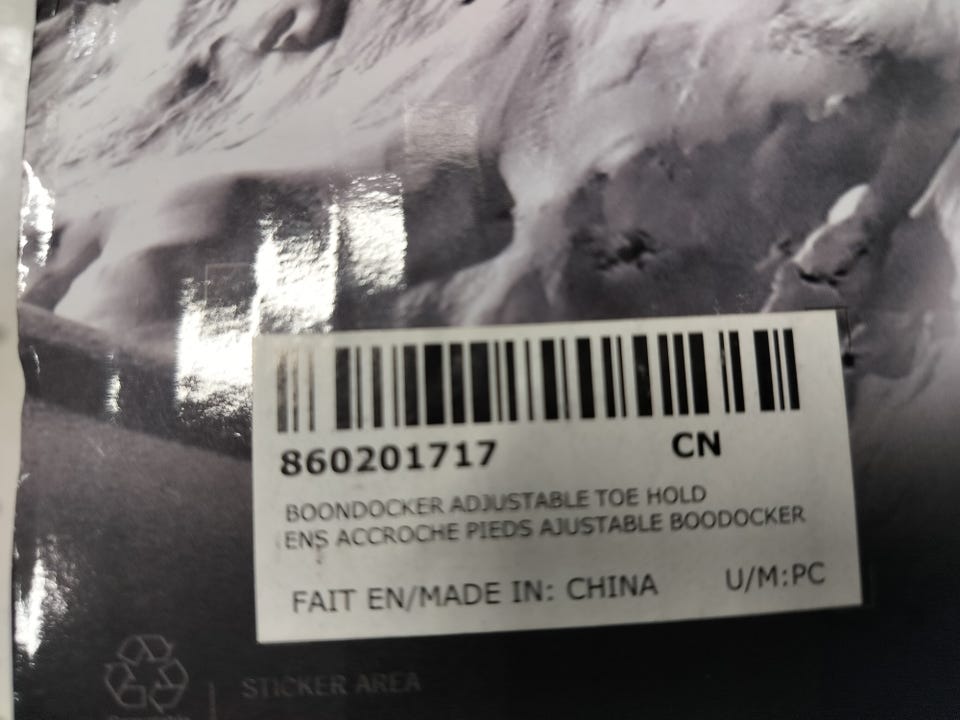 860201717 CN
BOONDOCKER ADJUSTABLE TOE HOLD
ENS ACCROCHE PIEDS AJUSTABLE BOODOCKER
FAIT EN/MADE IN: CHINA U/M:PC
STICKER AREA